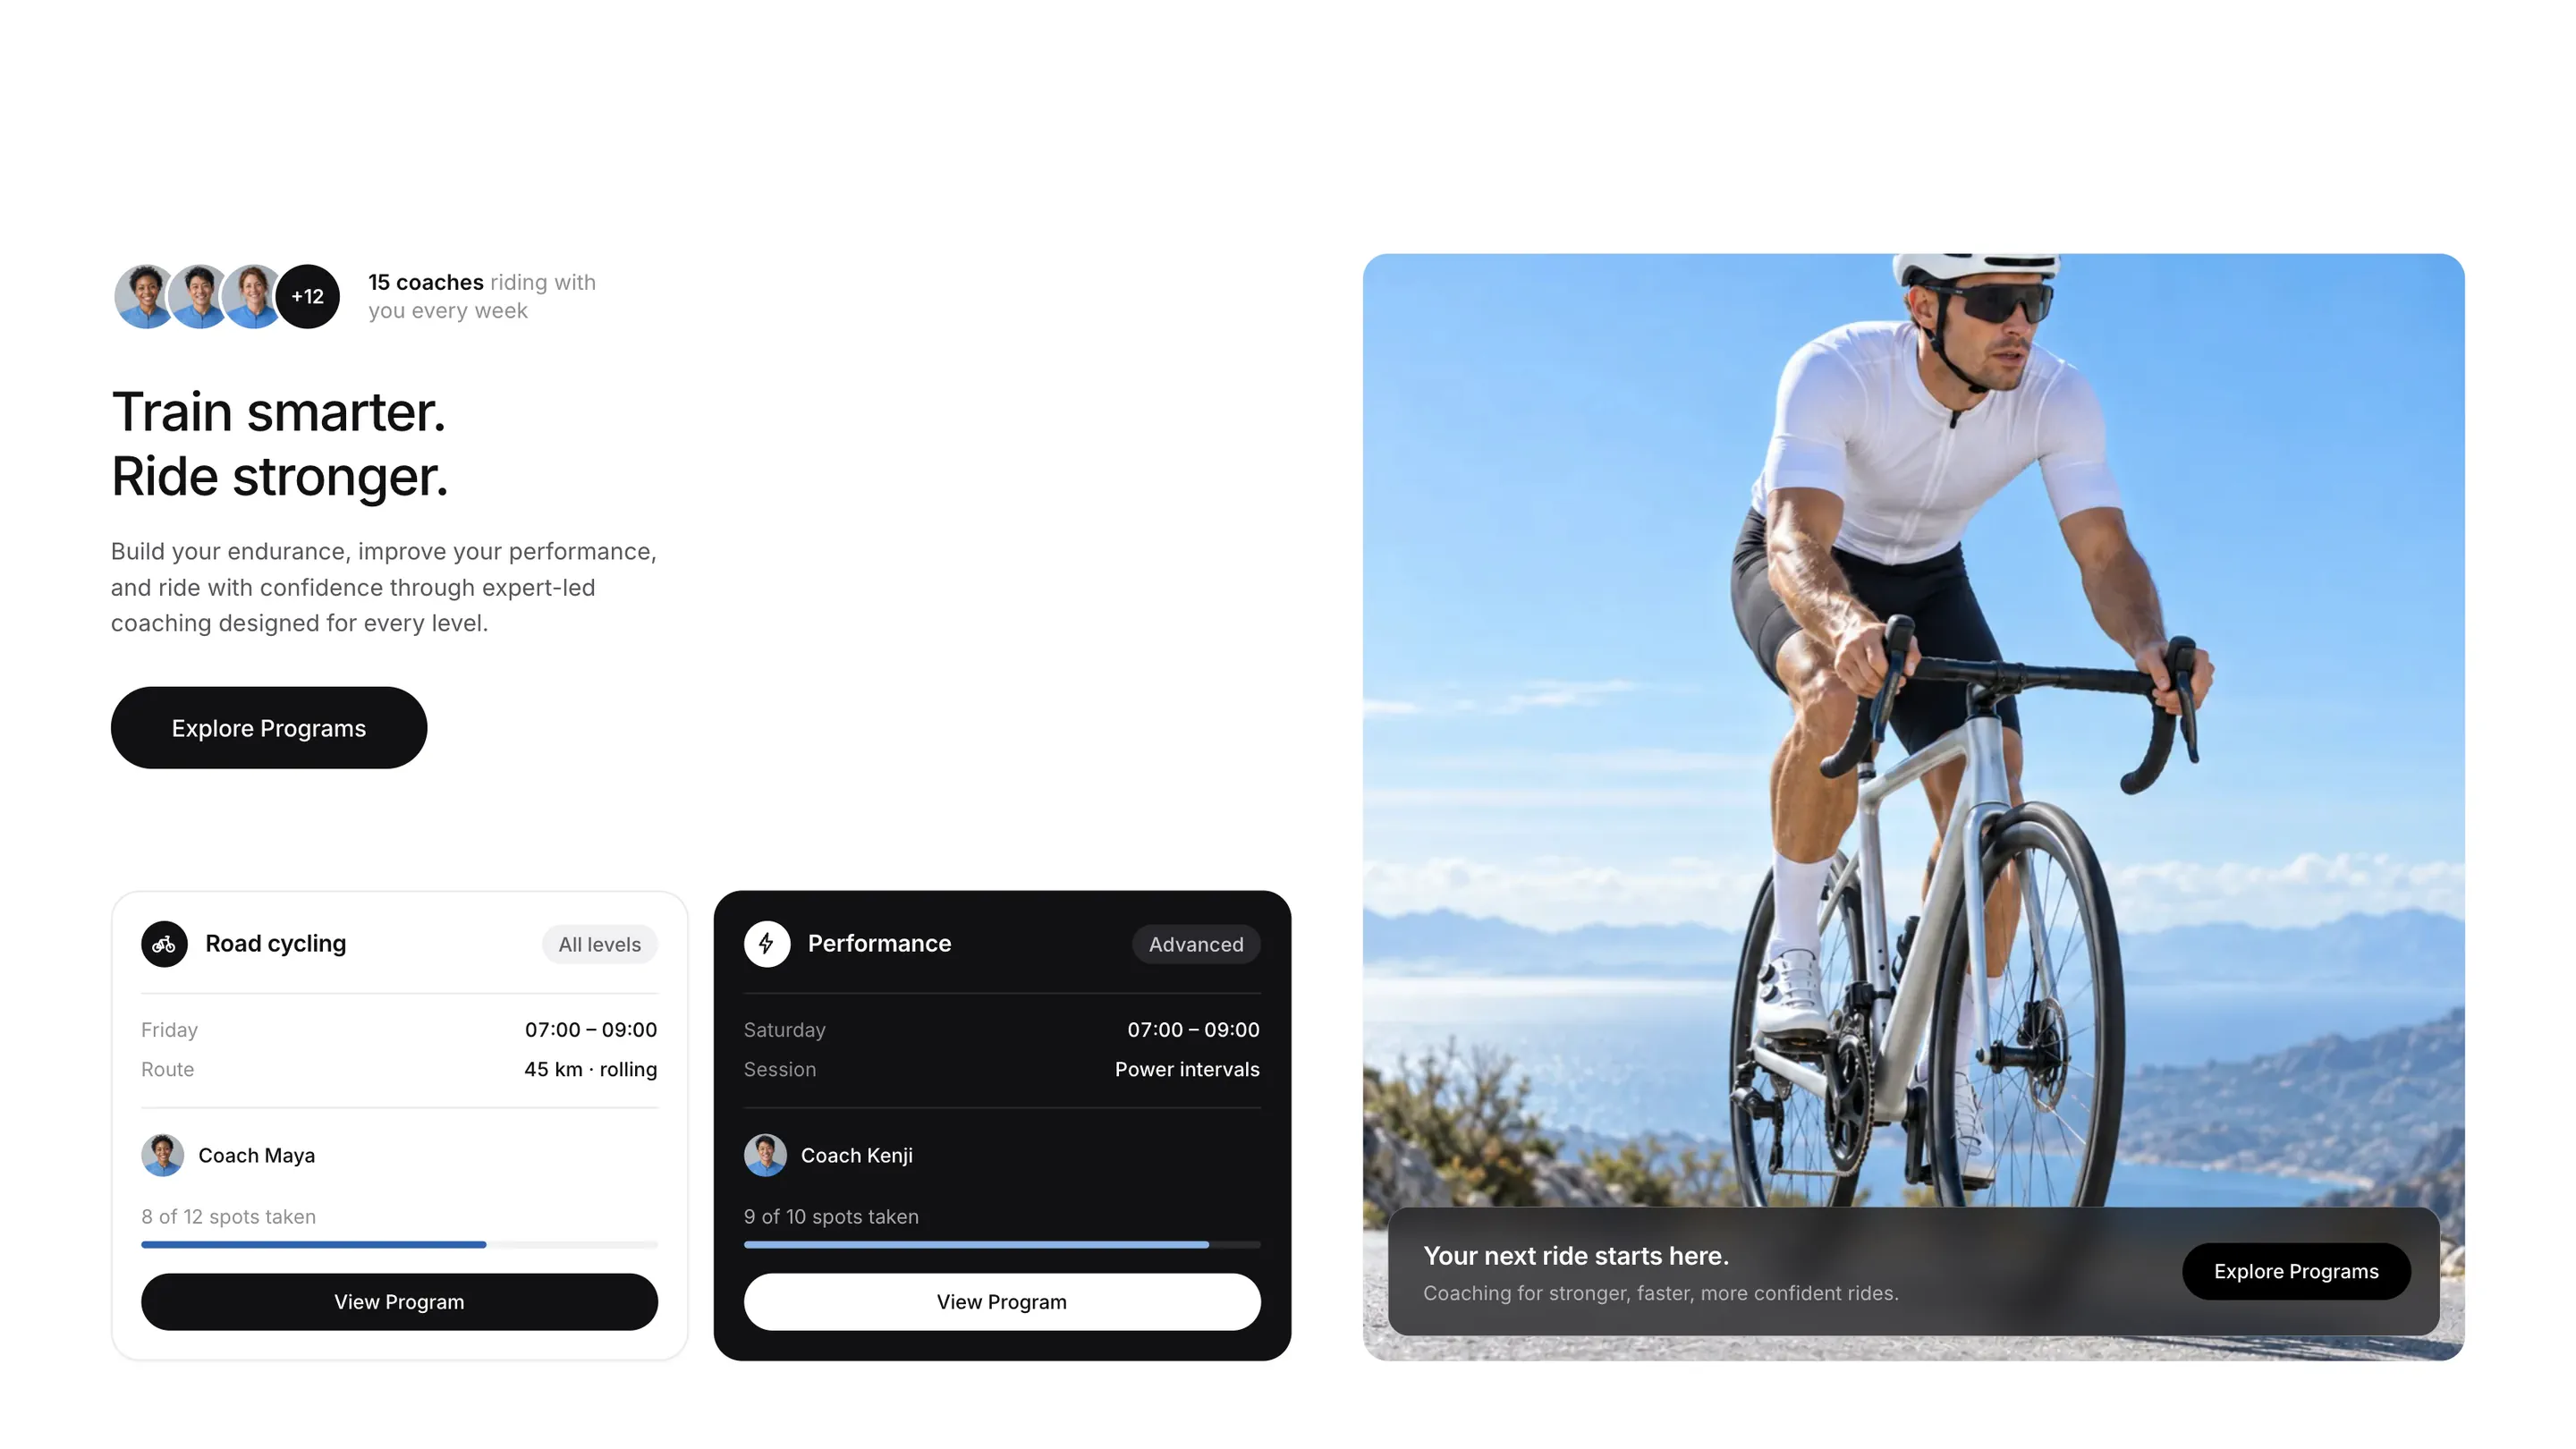 +12
15 coaches riding with
you every week
Train smarter.
Ride stronger.
Build your endurance, improve your performance,
and ride with confidence through expert-led
coaching designed for every level.
Explore Programs
Road cycling
All levels
Friday
07:00 – 09:00
Route
45 km · rolling
Coach Maya
8 of 12 spots taken
View Program
Performance
Advanced
Saturday
07:00 – 09:00
Session
Power intervals
Coach Kenji
9 of 10 spots taken
View Program
Your next ride starts here.
Coaching for stronger, faster, more confident rides.
Explore Programs